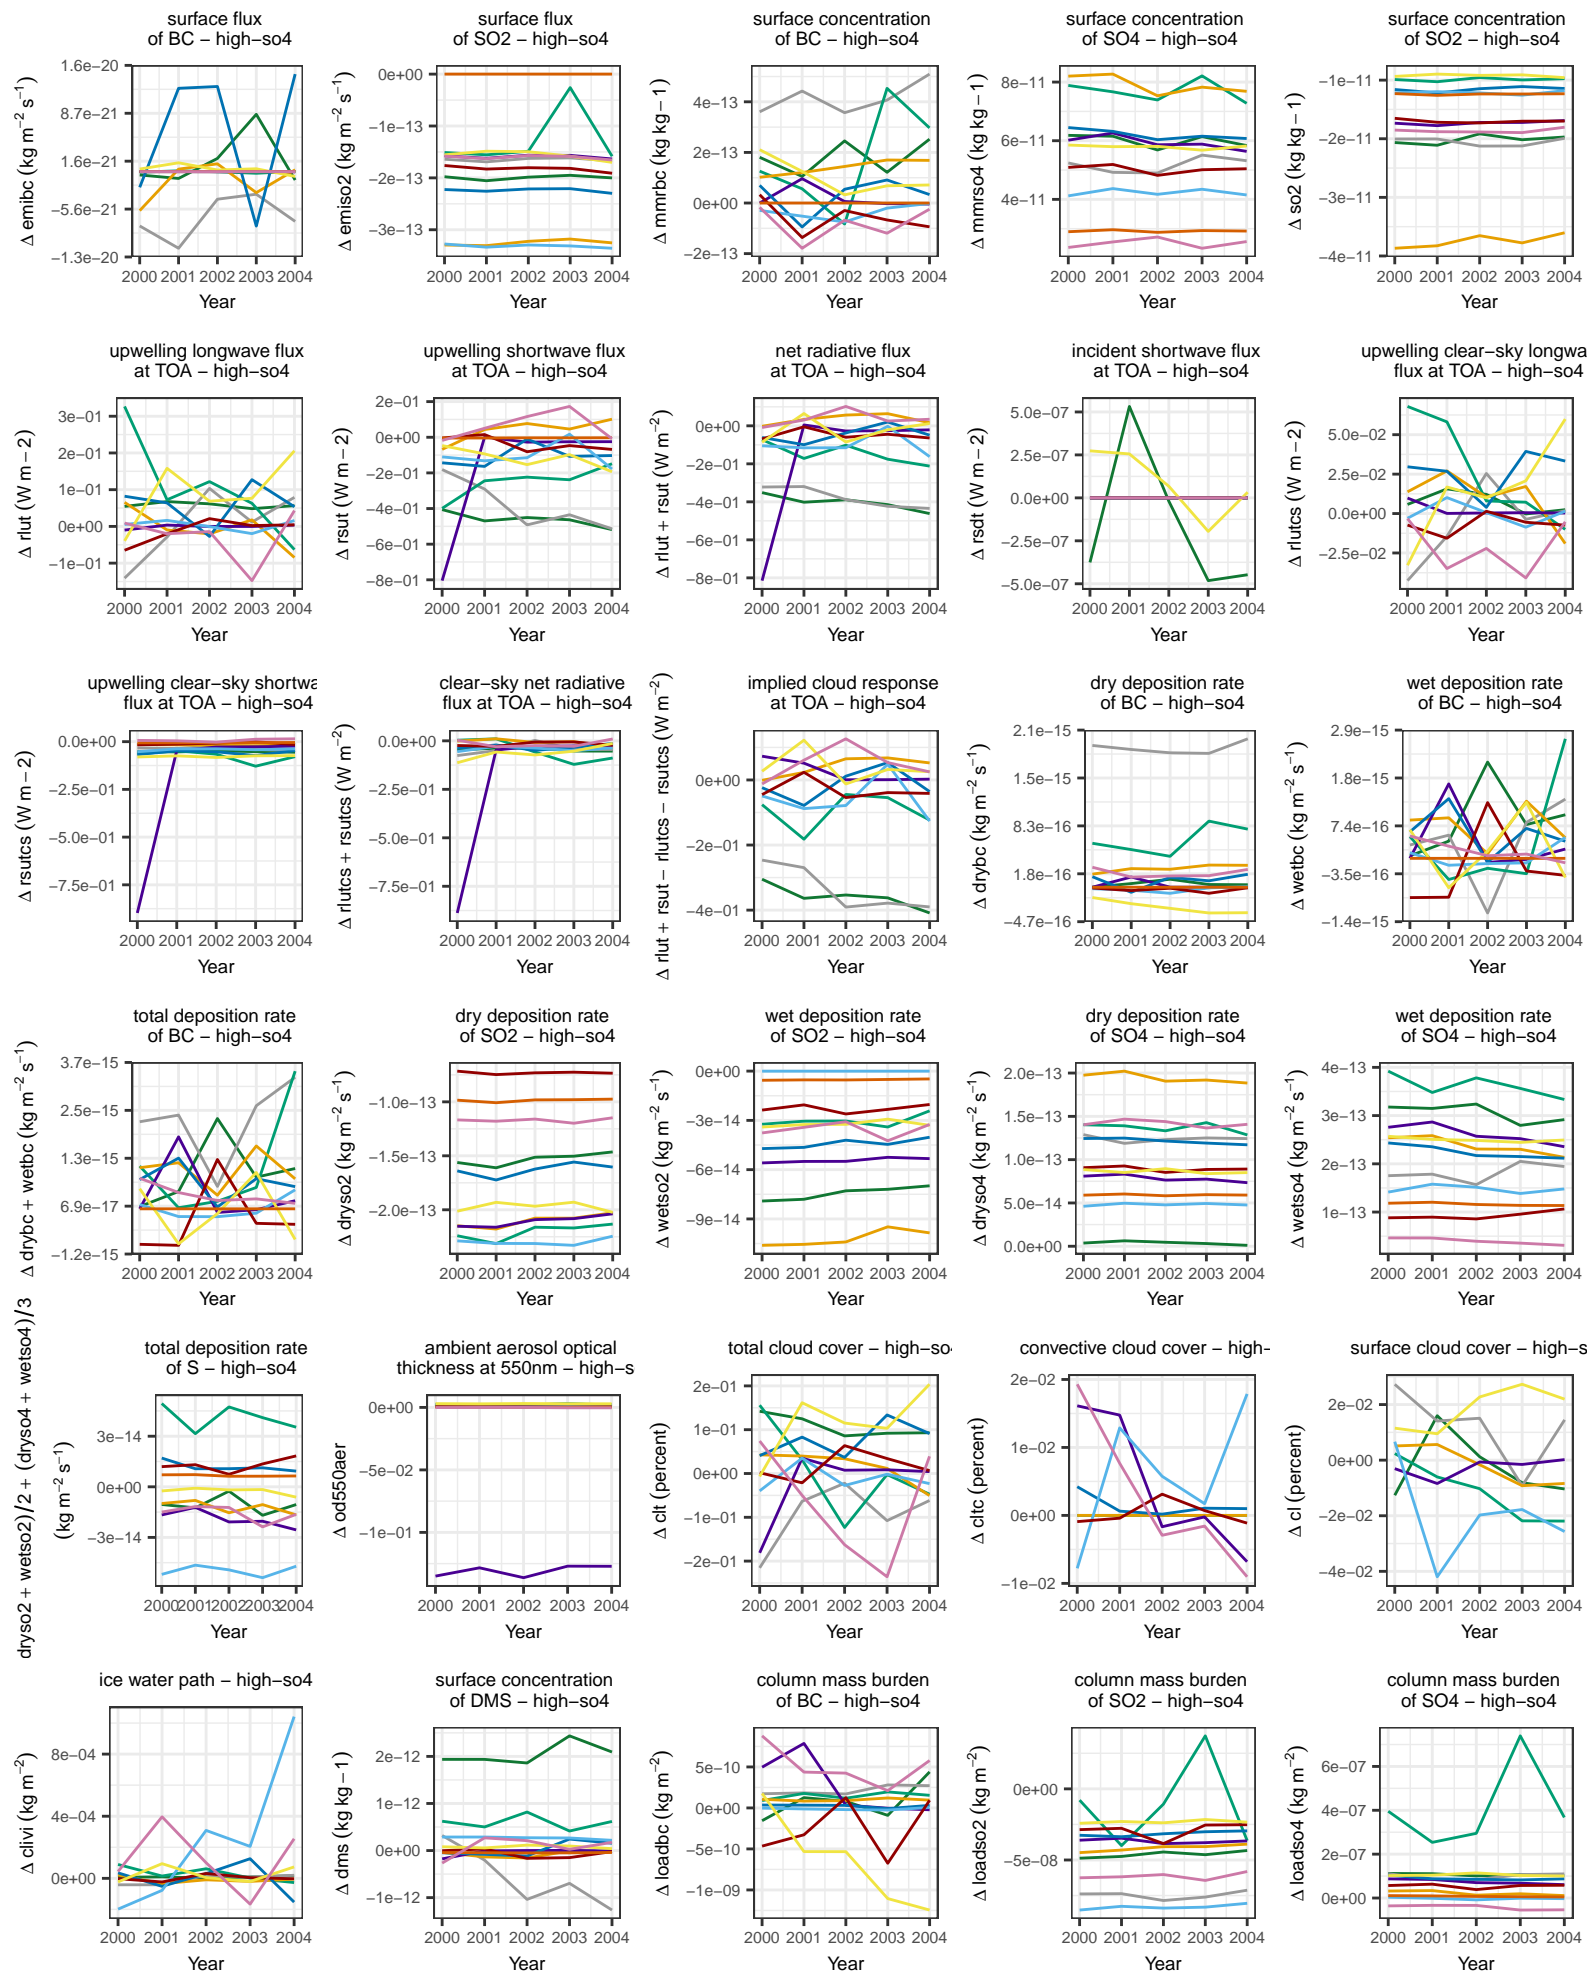 surface flux
of BC − high−so4
surface flux
of SO2 − high−so4
surface concentration
of BC − high−so4
surface concentration
of SO4 − high−so4
surface concentration
of SO2 − high−so4
Δ emibc (kg m−2 s−1)
1.6e−20
8.7e−21
1.6e−21
−5.6e−21
−1.3e−20
2000 2001 2002 2003 2004
Year
Δ emiso2 (kg m−2 s−1)
0e+00
−1e−13
−2e−13
−3e−13
2000 2001 2002 2003 2004
Year
Δ mmrbc (kg kg−1)
4e−13
2e−13
0e+00
−2e−13
2000 2001 2002 2003 2004
Year
Δ mmrso4 (kg kg−1)
8e−11
6e−11
4e−11
2000 2001 2002 2003 2004
Year
Δ so2 (kg kg−1)
−1e−11
−2e−11
−3e−11
−4e−11
2000 2001 2002 2003 2004
Year
upwelling longwave flux
at TOA − high−so4
upwelling shortwave flux
at TOA − high−so4
net radiative flux
at TOA − high−so4
incident shortwave flux
at TOA − high−so4
upwelling clear−sky longwa
flux at TOA − high−so4
Δ rlut (W m−2)
3e−01
2e−01
1e−01
0e+00
−1e−01
2000 2001 2002 2003 2004
Year
Δ rsut (W m−2)
2e−01
0e+00
−2e−01
−4e−01
−6e−01
−8e−01
2000 2001 2002 2003 2004
Year
Δ rlut + rsut (W m−2)
0e+00
−2e−01
−4e−01
−6e−01
−8e−01
2000 2001 2002 2003 2004
Year
Δ rsdt (W m−2)
5.0e−07
2.5e−07
0.0e+00
−2.5e−07
−5.0e−07
2000 2001 2002 2003 2004
Year
Δ rlutcs (W m−2)
5.0e−02
2.5e−02
0.0e+00
−2.5e−02
2000 2001 2002 2003 2004
Year
upwelling clear−sky shortwa
flux at TOA − high−so4
clear−sky net radiative
flux at TOA − high−so4
implied cloud response
at TOA − high−so4
dry deposition rate
of BC − high−so4
wet deposition rate
of BC − high−so4
Δ rsutcs (W m−2)
0.0e+00
−2.5e−01
−5.0e−01
−7.5e−01
2000 2001 2002 2003 2004
Year
Δ rlutcs + rsutcs (W m−2)
0.0e+00
−2.5e−01
−5.0e−01
−7.5e−01
2000 2001 2002 2003 2004
Year
Δ rlut + rsut − rlutcs − rsutcs (W m−2)
0e+00
−2e−01
−4e−01
2000 2001 2002 2003 2004
Year
Δ drybc (kg m−2 s−1)
2.1e−15
1.5e−15
8.3e−16
1.8e−16
−4.7e−16
2000 2001 2002 2003 2004
Year
Δ wetbc (kg m−2 s−1)
2.9e−15
1.8e−15
7.4e−16
−3.5e−16
−1.4e−15
2000 2001 2002 2003 2004
Year
total deposition rate
of BC − high−so4
dry deposition rate
of SO2 − high−so4
wet deposition rate
of SO2 − high−so4
dry deposition rate
of SO4 − high−so4
wet deposition rate
of SO4 − high−so4
Δ drybc + wetbc (kg m−2 s−1)
3.7e−15
2.5e−15
1.3e−15
6.9e−17
−1.2e−15
2000 2001 2002 2003 2004
Year
Δ dryso2 (kg m−2 s−1)
−1.0e−13
−1.5e−13
−2.0e−13
2000 2001 2002 2003 2004
Year
Δ wetso2 (kg m−2 s−1)
0e+00
−3e−14
−6e−14
−9e−14
2000 2001 2002 2003 2004
Year
Δ dryso4 (kg m−2 s−1)
2.0e−13
1.5e−13
1.0e−13
5.0e−14
0.0e+00
2000 2001 2002 2003 2004
Year
Δ wetso4 (kg m−2 s−1)
4e−13
3e−13
2e−13
1e−13
2000 2001 2002 2003 2004
Year
total deposition rate
of S − high−so4
ambient aerosol optical
thickness at 550nm − high−s
total cloud cover − high−so
convective cloud cover − high−
surface cloud cover − high−s
dryso2 + wetso2)/2 + (dryso4 + wetso4)/3
(kg m−2 s−1)
3e−14
0e+00
−3e−14
2000 2001 2002 2003 2004
Year
Δ od550aer
0e+00
−5e−02
−1e−01
2000 2001 2002 2003 2004
Year
Δ clt (percent)
2e−01
1e−01
0e+00
−1e−01
−2e−01
2000 2001 2002 2003 2004
Year
Δ cltc (percent)
2e−02
1e−02
0e+00
−1e−02
2000 2001 2002 2003 2004
Year
Δ cl (percent)
2e−02
0e+00
−2e−02
−4e−02
2000 2001 2002 2003 2004
Year
ice water path − high−so4
surface concentration
of DMS − high−so4
column mass burden
of BC − high−so4
column mass burden
of SO2 − high−so4
column mass burden
of SO4 − high−so4
Δ clivi (kg m−2)
8e−04
4e−04
0e+00
2000 2001 2002 2003 2004
Year
Δ dms (kg kg−1)
2e−12
1e−12
0e+00
−1e−12
2000 2001 2002 2003 2004
Year
Δ loadbc (kg m−2)
5e−10
0e+00
−5e−10
−1e−09
2000 2001 2002 2003 2004
Year
Δ loadso2 (kg m−2)
0e+00
−5e−08
2000 2001 2002 2003 2004
Year
Δ loadso4 (kg m−2)
6e−07
4e−07
2e−07
0e+00
2000 2001 2002 2003 2004
Year